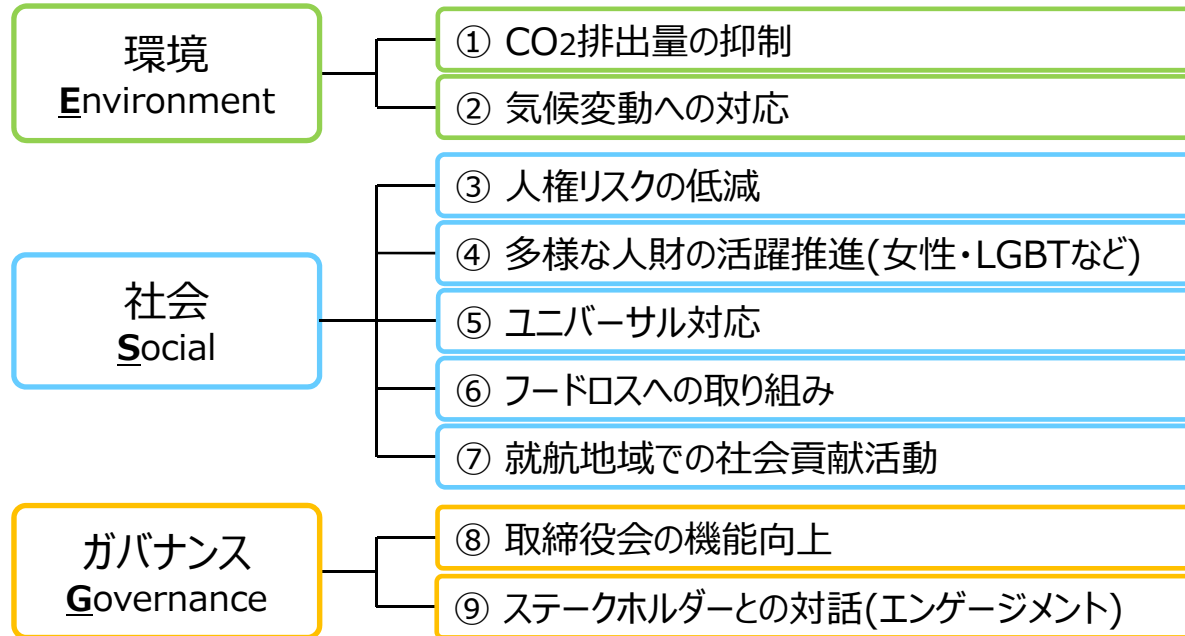 環境
Environment
① CO2排出量の抑制
② 気候変動への対応
社会
Social
③ 人権リスクの低減
④ 多様な人財の活躍推進(女性・LGBTなど)
⑤ ユニバーサル対応
⑥ フードロスへの取り組み
⑦ 就航地域での社会貢献活動
ガバナンス
Governance
⑧ 取締役会の機能向上
⑨ ステークホルダーとの対話(エンゲージメント)